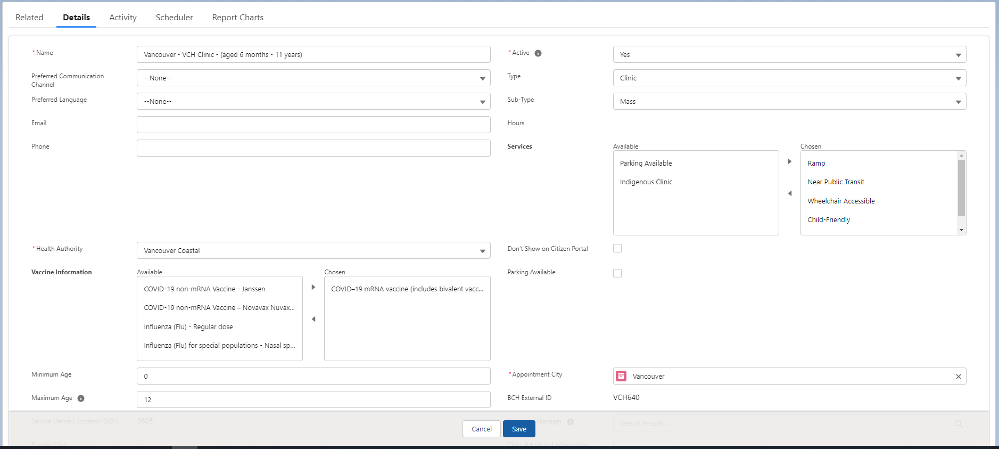 Related Details Activity Scheduler Report Charts
*Name
Vancouver - VCH Clinic - (aged 6 months - 11 years)
*Active
Yes
Preferred Communication
Channel
--None--
Type
Clinic
Preferred Language
--None--
Sub-Type
Mass
Email
Hours
Phone
Services
Available
Parking Available
Indigenous Clinic
Chosen
Ramp
Near Public Transit
Wheelchair Accessible
Child-Friendly
*Health Authority
Vancouver Coastal
Don't Show on Citizen Portal
Vaccine Information
Available
COVID-19 non-mRNA Vaccine - Janssen
COVID-19 non-mRNA Vaccine – Novavax Nuvax...
Influenza (Flu) - Regular dose
Influenza (Flu) for special populations - Nasal sp...
Chosen
COVID–19 mRNA vaccine (includes bivalent vacc...
Parking Available
Minimum Age
0
*Appointment City
Vancouver
Maximum Age
12
BCH External ID
VCH640
Service Delivery Location (SDL)
3805
Manager
Search People...
Cancel
Save
Priority Clinic
Clinic Additional Information